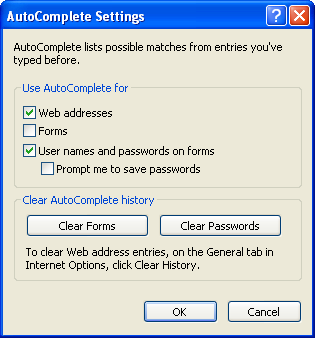 AutoComplete Settings
AutoComplete lists possible matches from entries you've
typed before.
Use AutoComplete for
Web addresses
Forms
User names and passwords on forms
Prompt me to save passwords
Clear AutoComplete history
Clear Forms
Clear Passwords
To clear Web address entries, on the General tab in
Internet Options, click Clear History.
OK
Cancel